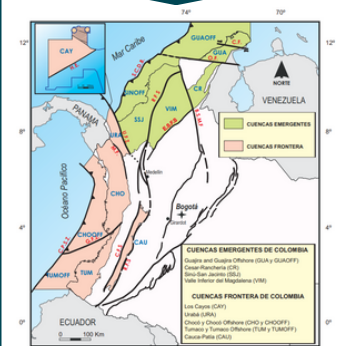 74° 70°
12° 12°
CAY
Mar Caribe
GUAOFF
GUA
NORTE
SINUOFF
VIM
CR
SSJ
VENEZUELA
PANAMA
URA
8° 8°
CUENCAS EMERGENTES
CUENCAS FRONTERA
Océano Pacífico
Medellín
CHO
Bogotá
Girardot
4° 4°
CHOOFF
CAU
TUMOFF
TUM
CUENCAS EMERGENTES DE COLOMBIA
Guajira and Guajira Offshore (GUA y GUAOFF)
Cesar-Ranchería (CR)
Sinú-San Jacinto (SSJ)
Valle Inferior del Magdalena (VIM)
CUENCAS FRONTERA DE COLOMBIA
Los Cayos (CAY)
Urabá (URA)
Chocó y Chocó Offshore (CHO y CHOOFF)
Tumaco y Tumaco Offshore (TUM y TUMOFF)
Cauca-Patía (CAU)
0° 0°
ECUADOR
0 100 Km